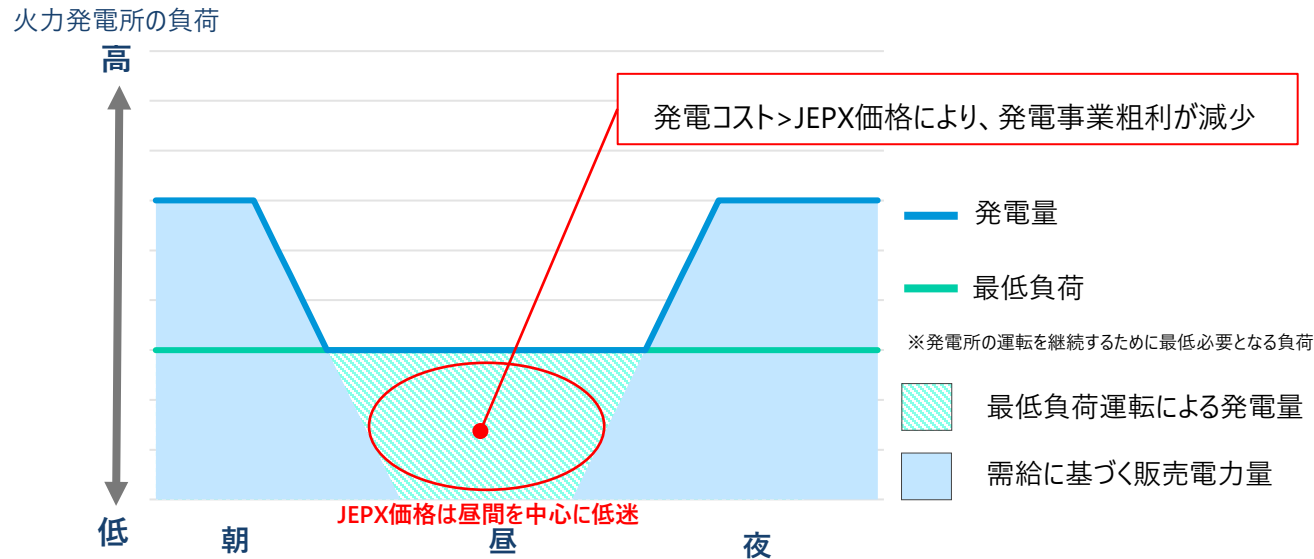 火力発電所の負荷
高
発電コスト>JEPX価格により、発電事業粗利が減少
発電量
最低負荷
※発電所の運転を継続するために最低必要となる負荷
最低負荷運転による発電量
需給に基づく販売電力量
JEPX価格は昼間を中心に低迷
低
朝
昼
夜